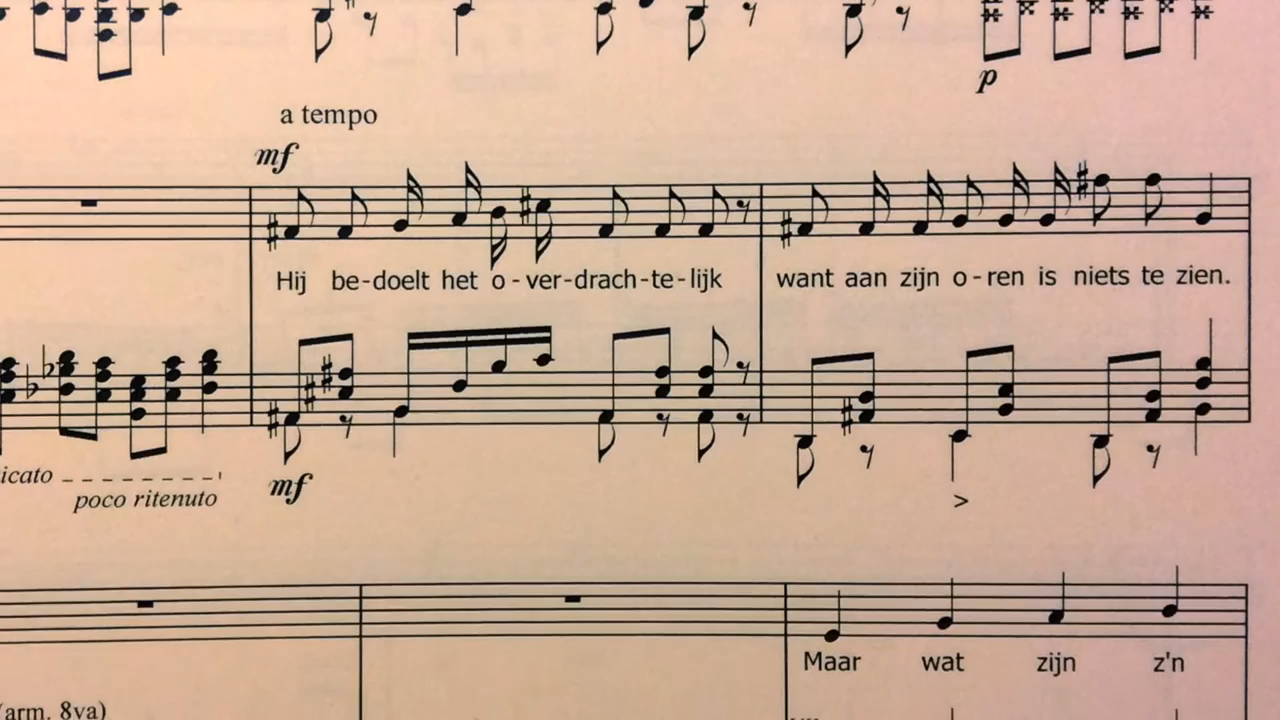 p
a tempo
mf
Hij be-doelt het o-ver-drach-te-lijk want aan zijn o-ren is niets te zien.
icato
poco ritenuto
mf
>
Maar wat zijn z'n
(arm. 8va)